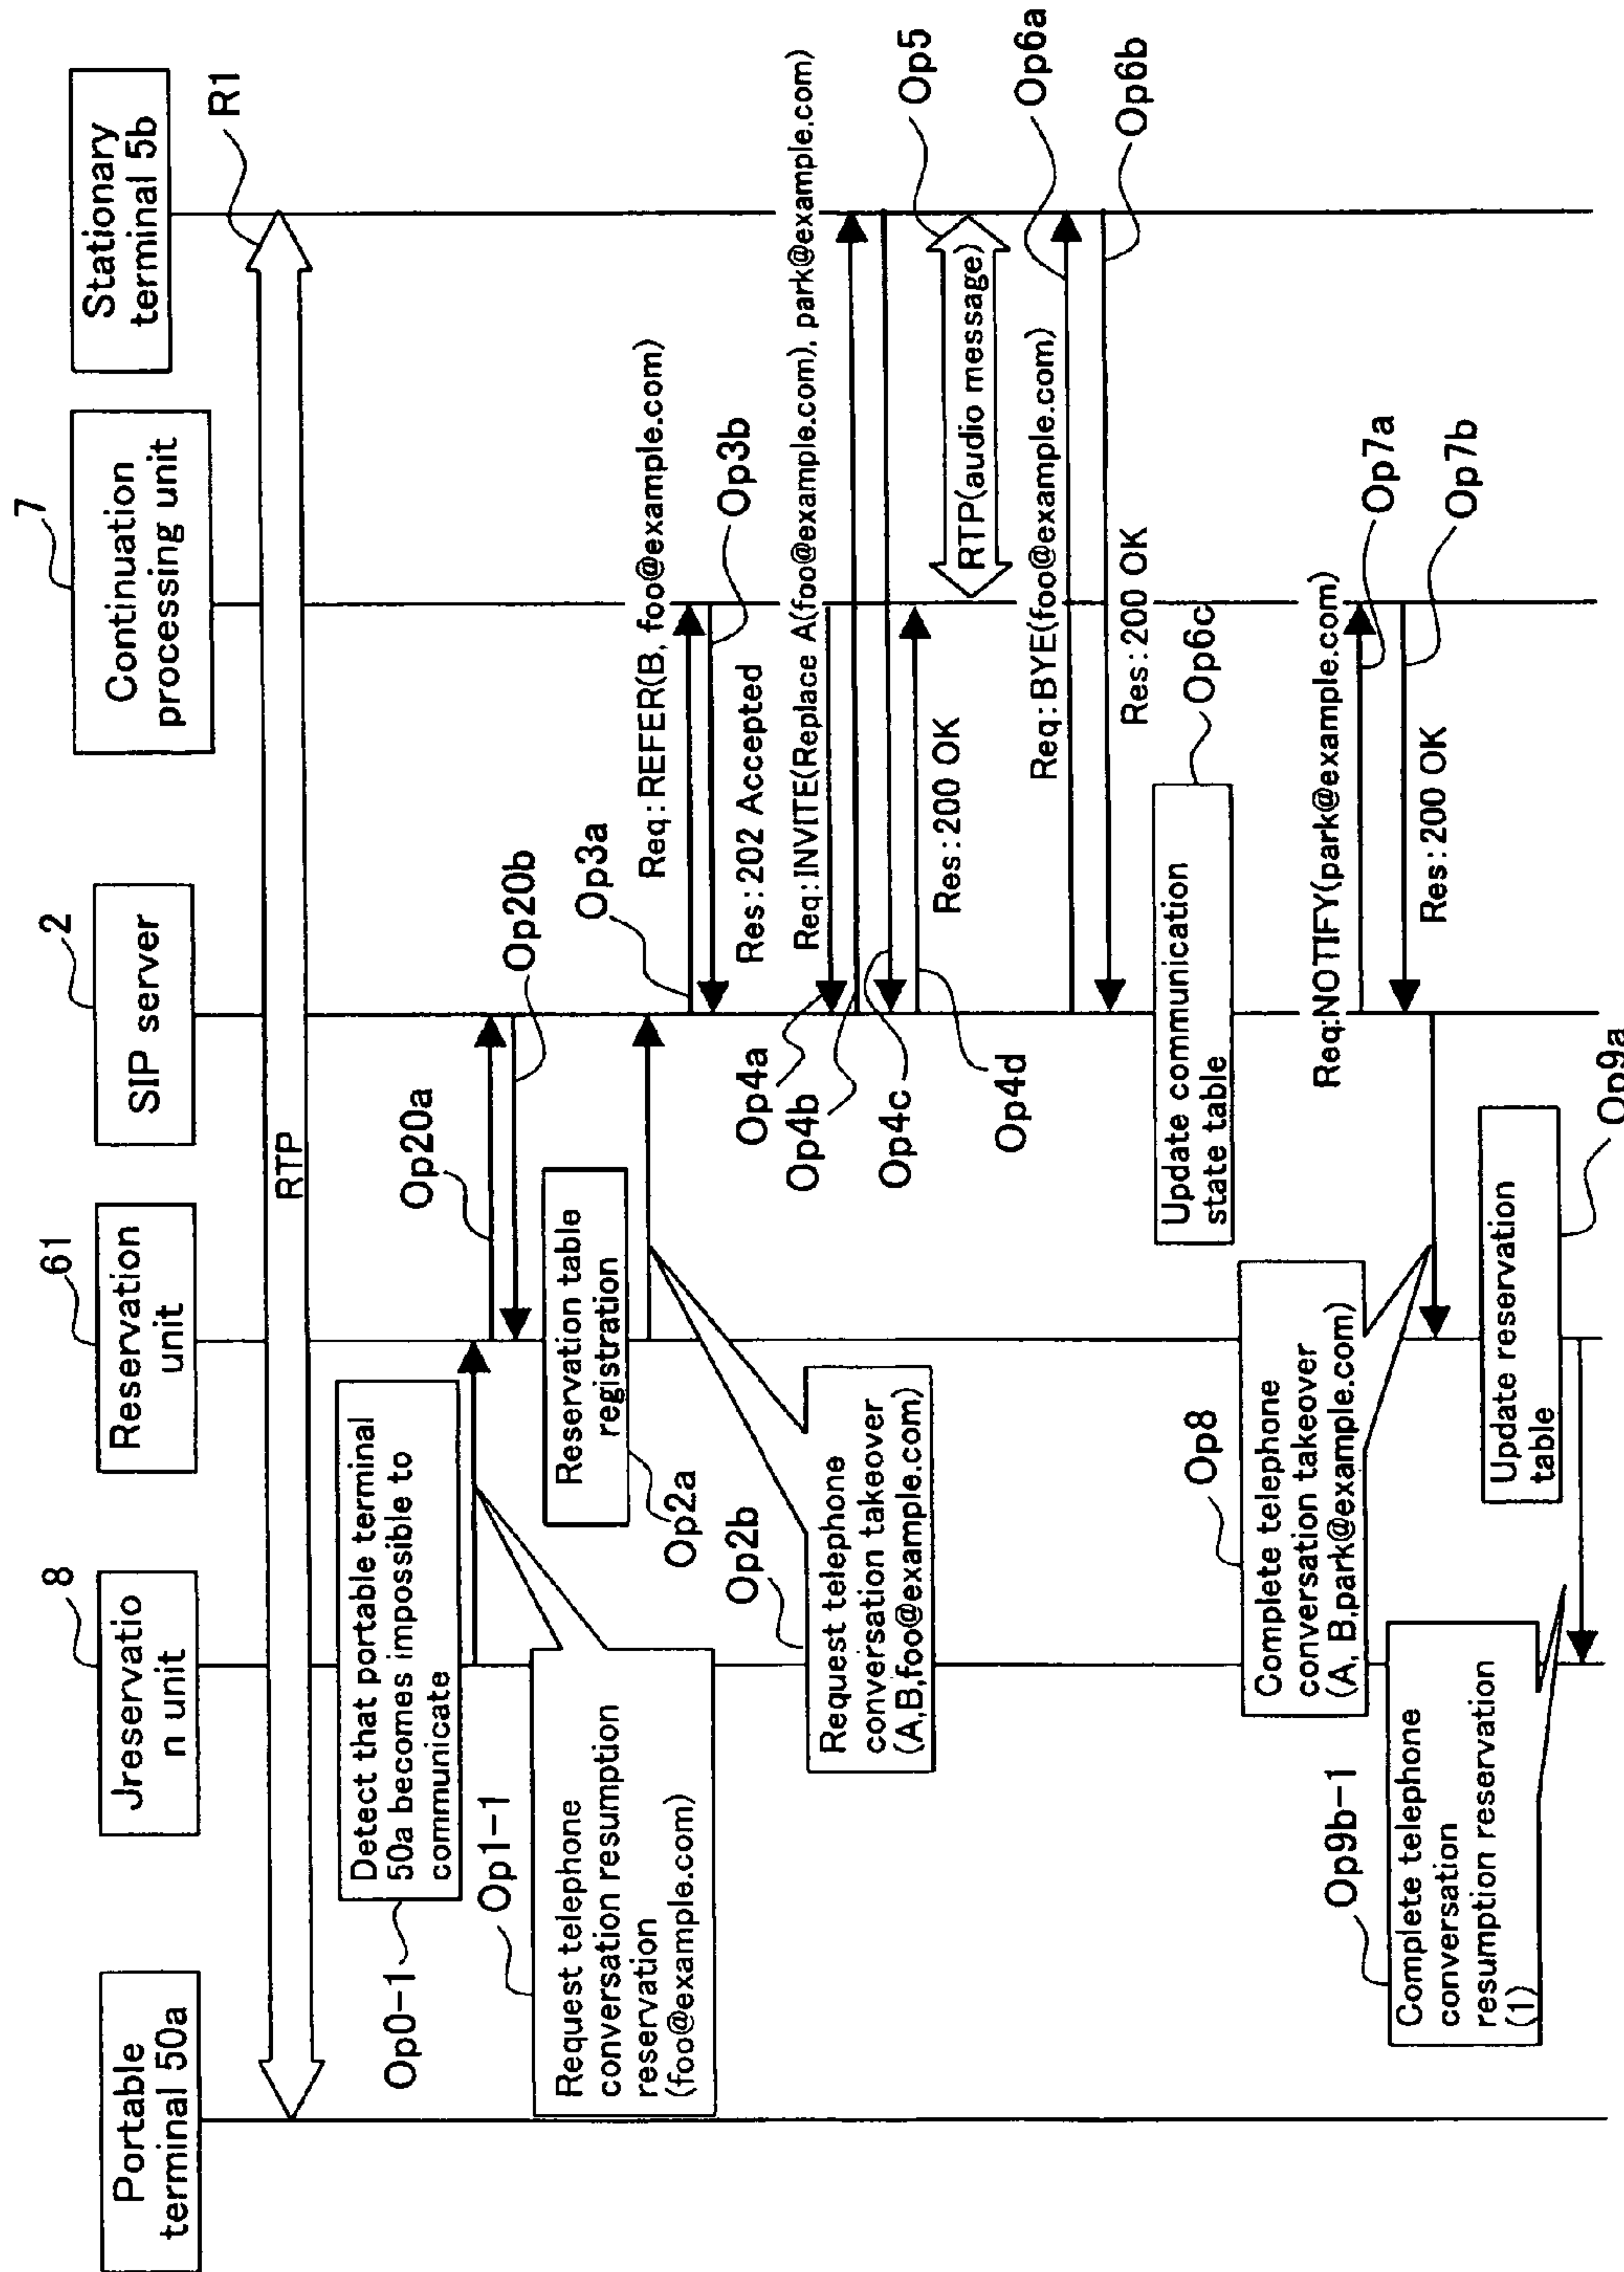 Portable
terminal 50a
8
Jreservatio
n unit
61
Reservation
unit
2
SIP server
7
Continuation
processing unit
Stationary
terminal 5b
R1
RTP
Op0-1
Detect that portable terminal
50a becomes impossible to
communicate
Op1-1
Request telephone
conversation resumption
reservation
(foo@example.com)
Op20a
Op20b
Reservation table
registration
Op2a
Op2b
Request telephone
conversation takeover
(A,B,foo@example.com)
Op3a
Req:REFER(B, foo@example.com)
Op3b
Res:202 Accepted
Req:INVITE(Replace A(foo@example.com), park@example.com)
Op4a
Op4b
Op4c
Op4d
Res:200 OK
RTP(audio message)
Op5
Req:BYE(foo@example.com)
Op6a
Op6b
Res:200 OK
Update communication
state table
Op6c
Req:NOTIFY(park@example.com)
Op7a
Op7b
Res:200 OK
Op8
Complete telephone
conversation takeover
(A, B,park@example.com)
Update reservation
table
Op9a
Op9b-1
Complete telephone
conversation
resumption reservation
(1)